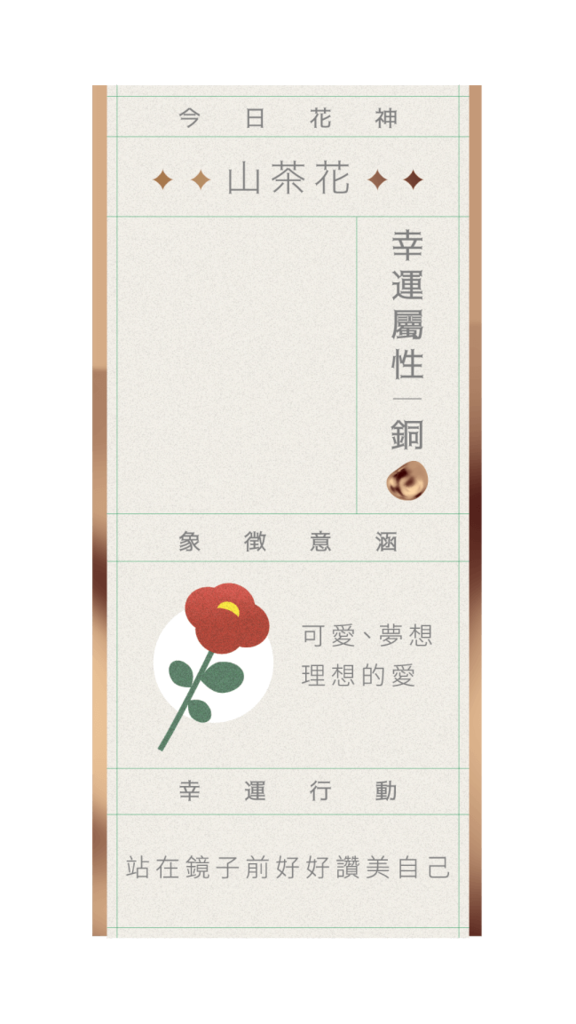 今日花神
山茶花
幸運屬性｜銅
象徵意涵
可愛、夢想
理想的愛
幸運行動
站在鏡子前好好讚美自己